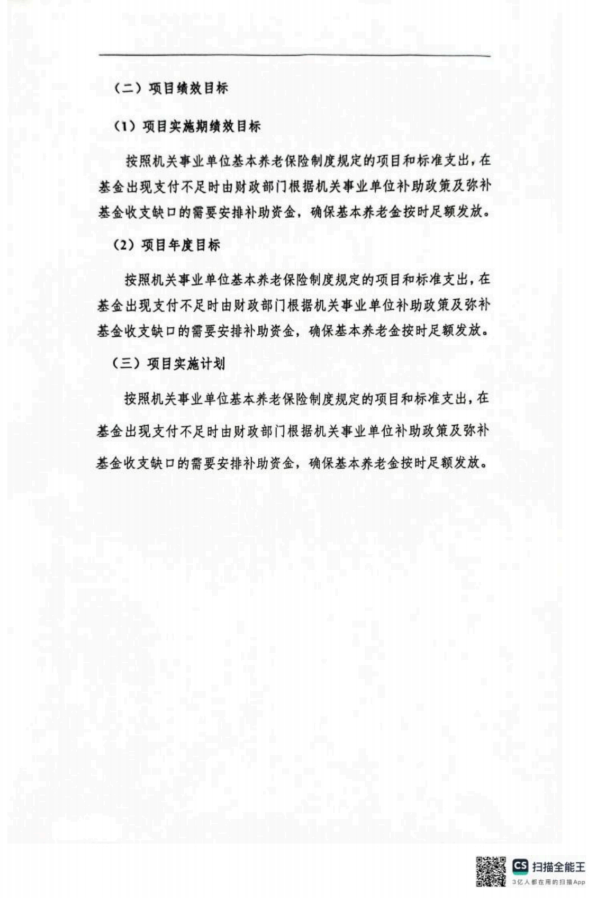 （二）项目绩效目标
（1）项目实施期绩效目标
按照机关事业单位基本养老保险制度规定的项目和标准支出，在
基金出现支付不足时由财政部门根据机关事业单位补助政策及弥补
基金收支缺口的需要安排补助资金，确保基本养老金按时足额发放。
（2）项目年度目标
按照机关事业单位基本养老保险制度规定的项目和标准支出，在
基金出现支付不足时由财政部门根据机关事业单位补助政策及弥补
基金收支缺口的需要安排补助资金，确保基本养老金按时足额发放。
（三）项目实施计划
按照机关事业单位基本养老保险制度规定的项目和标准支出，在
基金出现支付不足时由财政部门根据机关事业单位补助政策及弥补
基金收支缺口的需要安排补助资金，确保基本养老金按时足额发放。
CS 扫描全能王
3亿人都在用的扫描App